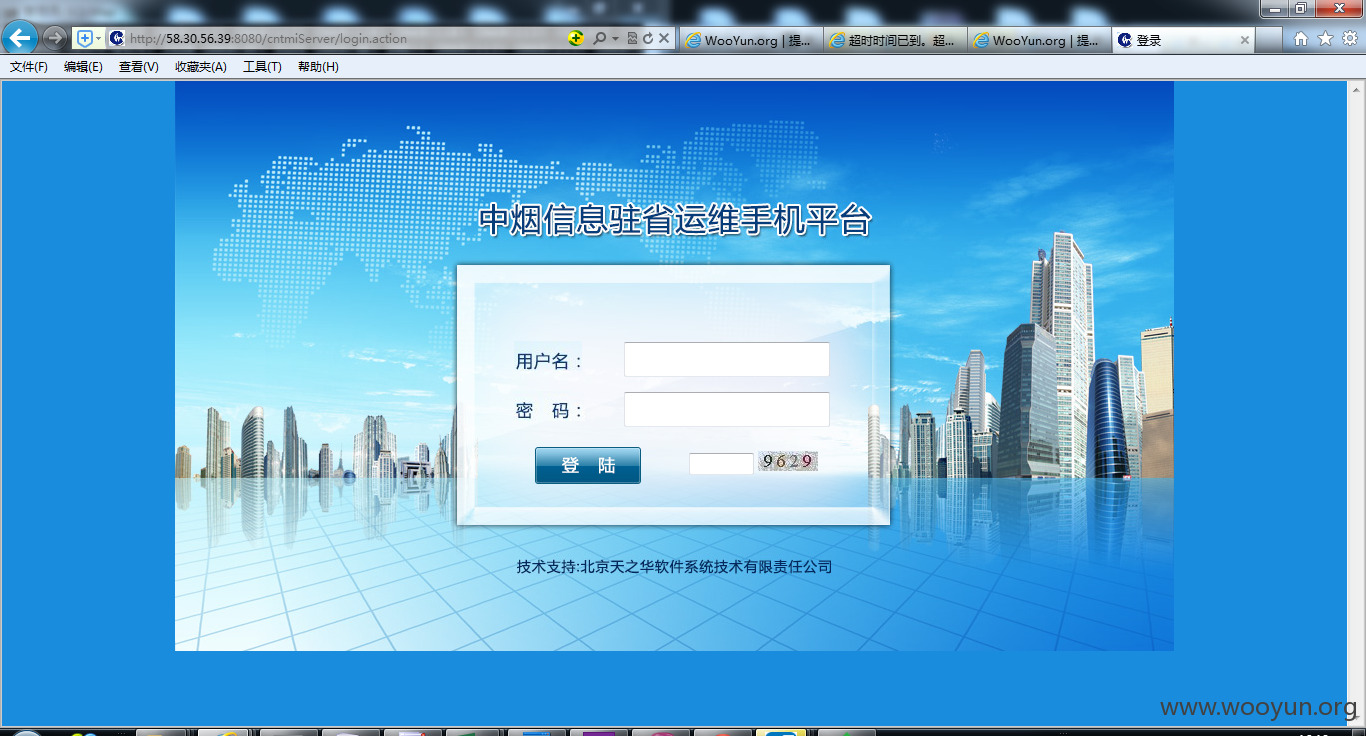 http://58.30.56.39:8080/cntmiServer/login.action
WooYun.org | 提...
超时时间已到。超...
WooYun.org | 提...
登录
文件(F) 编辑(E) 查看(V) 收藏夹(A) 工具(T) 帮助(H)
中烟信息驻省运维手机平台
用户名：
密 码：
登 陆
9629
技术支持:北京天之华软件系统技术有限责任公司
www.wooyun.org